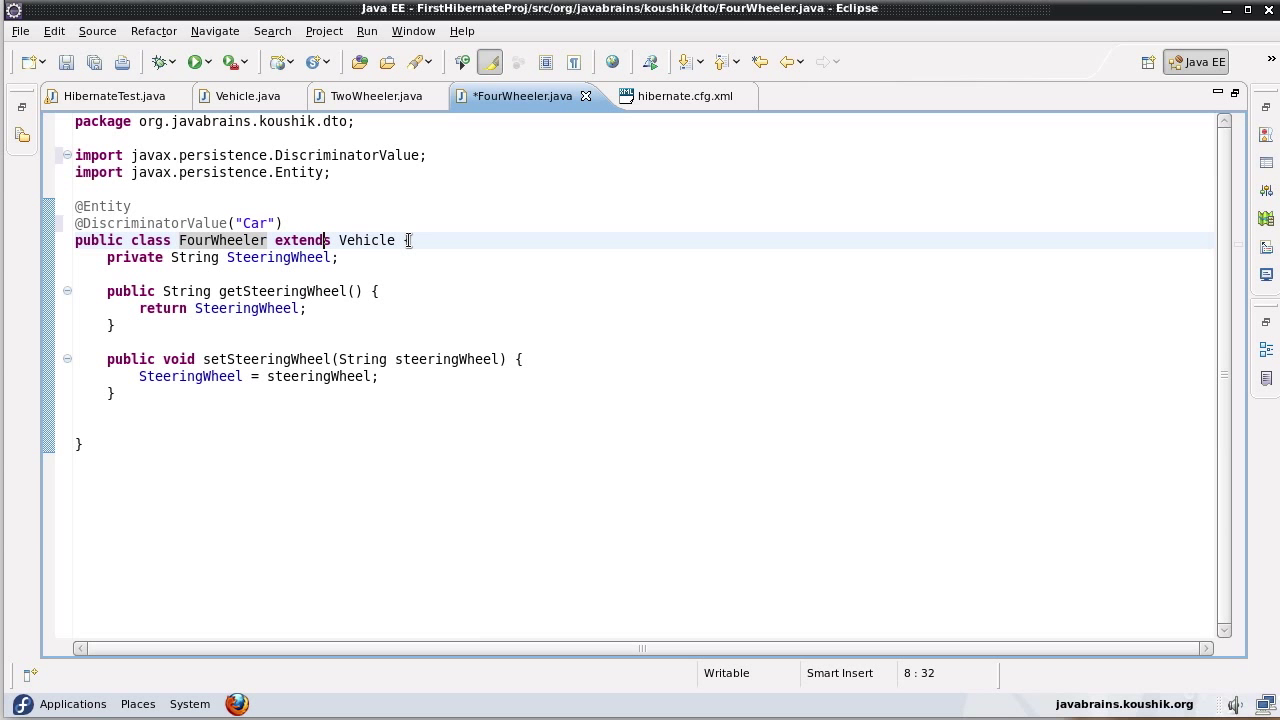 Java EE - FirstHibernateProj/src/org/javabrains/koushik/dto/FourWheeler.java - Eclipse
File Edit Source Refactor Navigate Search Project Run Window Help
Java EE
HibernateTest.java Vehicle.java TwoWheeler.java *FourWheeler.java hibernate.cfg.xml
package org.javabrains.koushik.dto;
import javax.persistence.DiscriminatorValue;
import javax.persistence.Entity;
@Entity
@DiscriminatorValue("Car")
public class FourWheeler extends Vehicle {
private String SteeringWheel;
public String getSteeringWheel() {
return SteeringWheel;
}
public void setSteeringWheel(String steeringWheel) {
SteeringWheel = steeringWheel;
}
}
Writable Smart Insert 8 : 32
Applications Places System javabrains.koushik.org